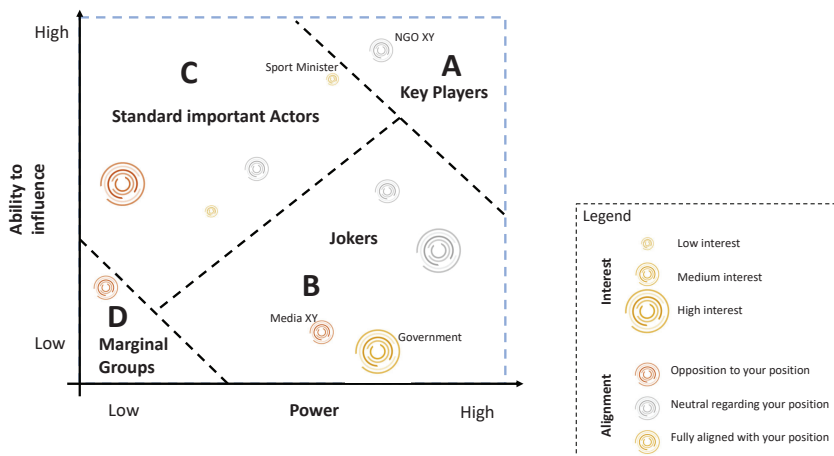 High
NGO XY
Sport Minister
C
A
Key Players
Standard important Actors
Ability to
influence
Jokers
B
Media XY
Government
D
Marginal
Groups
Low
Low
Power
High
Legend
Interest
Low interest
Medium interest
High interest
Alignment
Opposition to your position
Neutral regarding your position
Fully aligned with your position